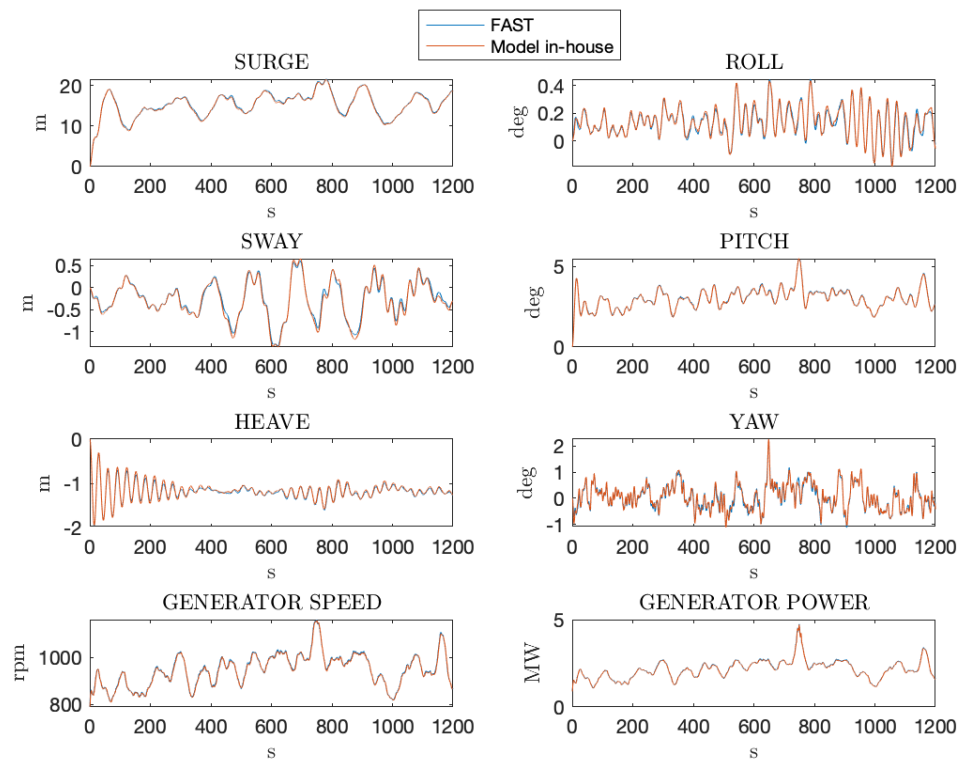 FAST
Model in-house
SURGE
20
10
0
m
0 200 400 600 800 1000 1200
s
ROLL
0.4
0.2
0
deg
0 200 400 600 800 1000 1200
s
SWAY
0.5
0
-0.5
-1
m
0 200 400 600 800 1000 1200
s
PITCH
5
0
deg
0 200 400 600 800 1000 1200
s
HEAVE
0
-1
-2
m
0 200 400 600 800 1000 1200
s
YAW
2
1
0
-1
deg
0 200 400 600 800 1000 1200
s
GENERATOR SPEED
1000
800
rpm
0 200 400 600 800 1000 1200
s
GENERATOR POWER
5
0
MW
0 200 400 600 800 1000 1200
s